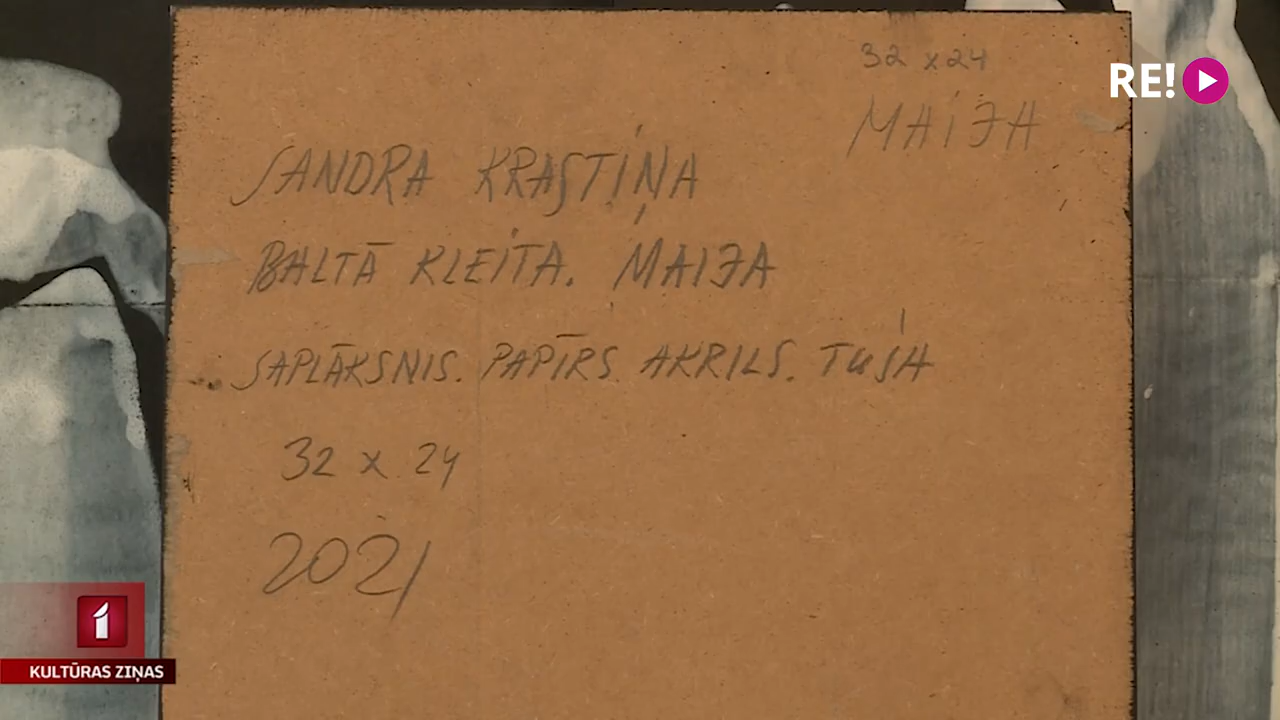 32 x 24
MAIJA
RE!
SANDRA KRASTIŅA
BALTĀ KLEITA. MAIJA
SAPLĀKSNIS. PAPĪRS. AKRILS. TUŠA
32 x 24
2021
1
KULTŪRAS ZIŅAS